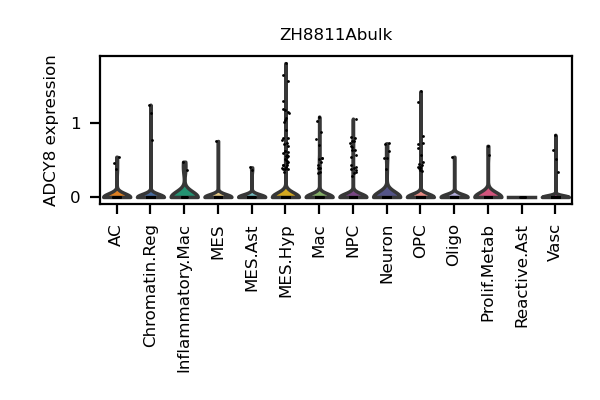 ZH8811Abulk
ADCY8 expression
1
0
AC
Chromatin.Reg
Inflammatory.Mac
MES
MES.Ast
MES.Hyp
Mac
NPC
Neuron
OPC
Oligo
Prolif.Metab
Reactive.Ast
Vasc